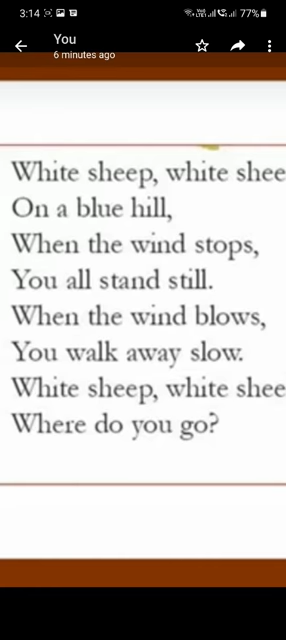 3:14 77%
You
6 minutes ago
White sheep, white shee
On a blue hill,
When the wind stops,
You all stand still.
When the wind blows,
You walk away slow.
White sheep, white shee
Where do you go?